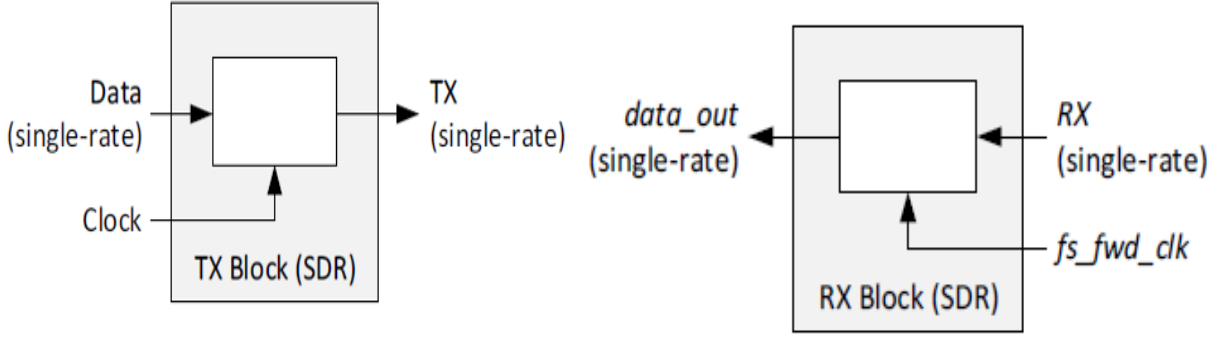 Data
(single-rate)
Clock
TX
(single-rate)
TX Block (SDR)
data_out
(single-rate)
RX
(single-rate)
fs_fwd_clk
RX Block (SDR)